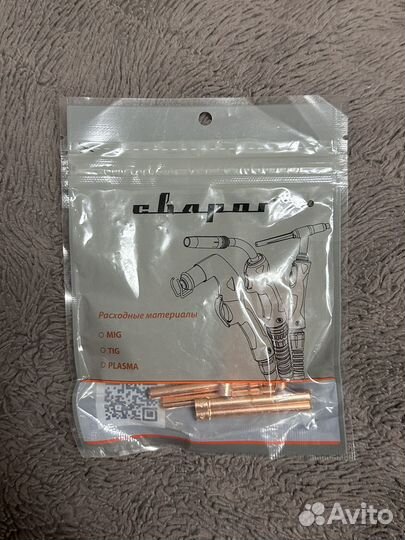 сварог
Расходные материалы
MIG
TIG
PLASMA
Avito